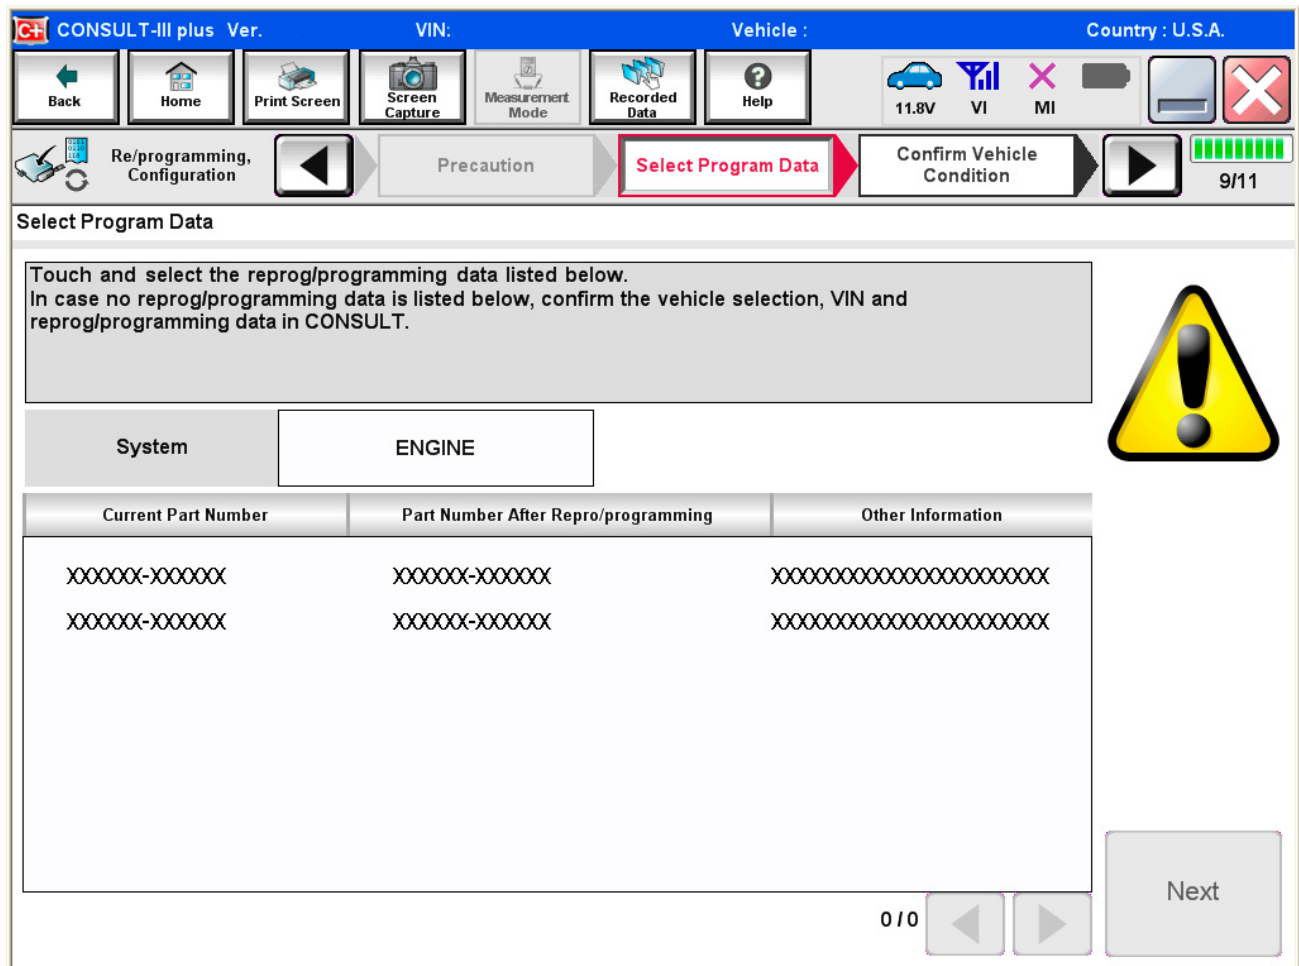 C+ CONSULT-III plus Ver. VIN: Vehicle : Country : U.S.A.
Back
Home
Print Screen
Screen
Capture
Measurement
Mode
Recorded
Data
Help
11.8V VI MI
Re/programming,
Configuration
Precaution
Select Program Data
Confirm Vehicle
Condition
9/11
Select Program Data
Touch and select the reprog/programming data listed below.
In case no reprog/programming data is listed below, confirm the vehicle selection, VIN and
reprog/programming data in CONSULT.
System ENGINE
Current Part Number Part Number After Repro/programming Other Information
XXXXXX-XXXXXX XXXXXX-XXXXXX XXXXXXXXXXXXXXXXXXXXXX
XXXXXX-XXXXXX XXXXXX-XXXXXX XXXXXXXXXXXXXXXXXXXXXX
Next
0/0